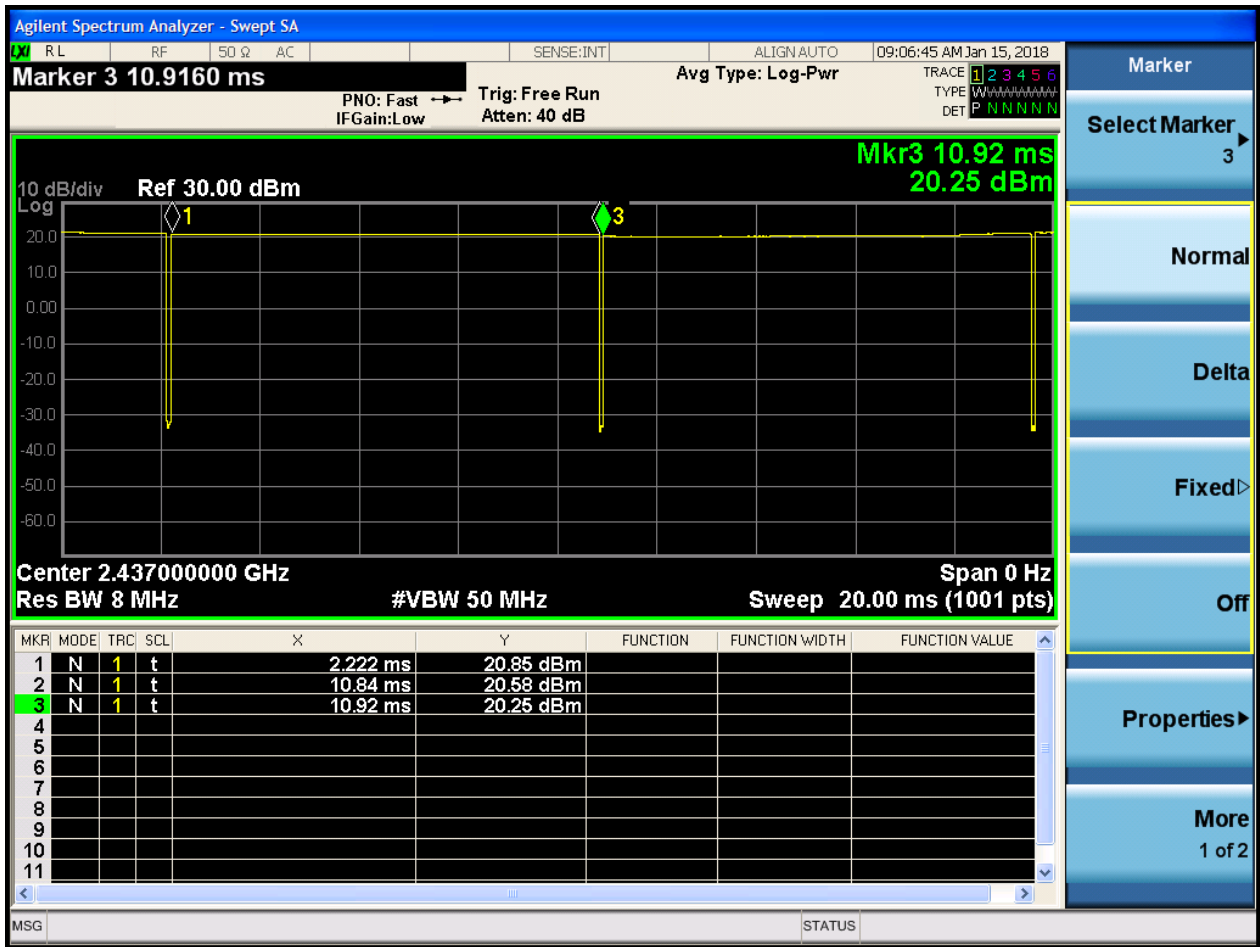 Agilent Spectrum Analyzer - Swept SA
LXI RL RF 50 Ω AC SENSE:INT ALIGN AUTO 09:06:45 AM Jan 15, 2018
Marker 3 10.9160 ms
PNO: Fast
IFGain:Low
Trig: Free Run
Atten: 40 dB
Avg Type: Log-Pwr
TRACE 1 2 3 4 5 6
TYPE WWWWWW
DET P N N N N N
Mkr3 10.92 ms
20.25 dBm
10 dB/div Ref 30.00 dBm
Log
1
3
20.0
10.0
0.00
-10.0
-20.0
-30.0
-40.0
-50.0
-60.0
Center 2.437000000 GHz Span 0 Hz
Res BW 8 MHz #VBW 50 MHz Sweep 20.00 ms (1001 pts)
MKR MODE TRC SCL X Y FUNCTION FUNCTION WIDTH FUNCTION VALUE
1 N 1 t 2.222 ms 20.85 dBm
2 N 1 t 10.84 ms 20.58 dBm
3 N 1 t 10.92 ms 20.25 dBm
4
5
6
7
8
9
10
11
MSG STATUS
Marker
Select Marker
3
Normal
Delta
Fixed
Off
Properties
More
1 of 2